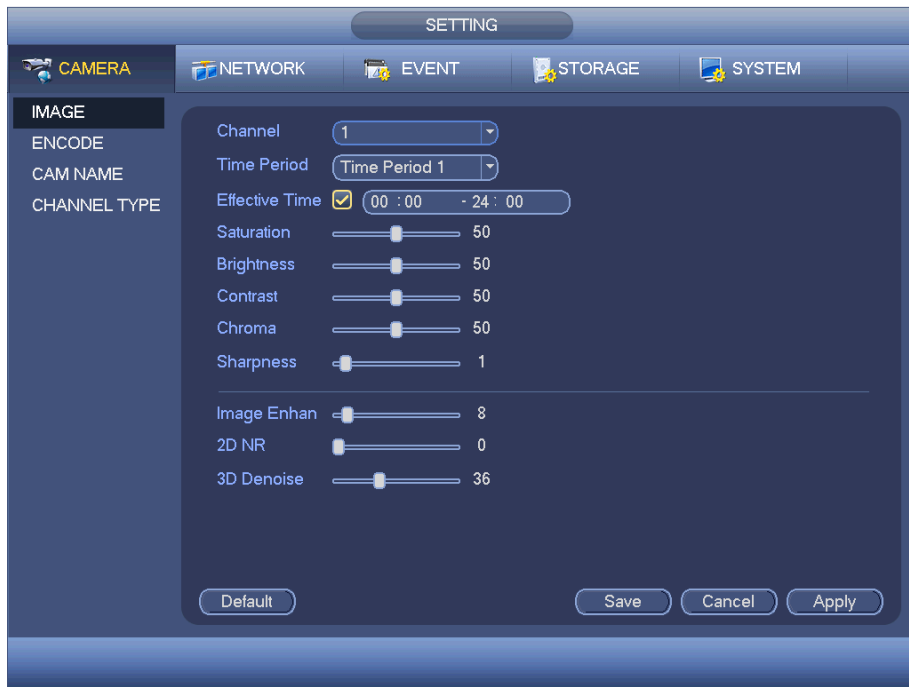 SETTING
CAMERA NETWORK EVENT STORAGE SYSTEM
IMAGE
ENCODE
CAM NAME
CHANNEL TYPE
Channel 1
Time Period Time Period 1
Effective Time 00 : 00 - 24 : 00
Saturation 50
Brightness 50
Contrast 50
Chroma 50
Sharpness 1
Image Enhan 8
2D NR 0
3D Denoise 36
Default Save Cancel Apply